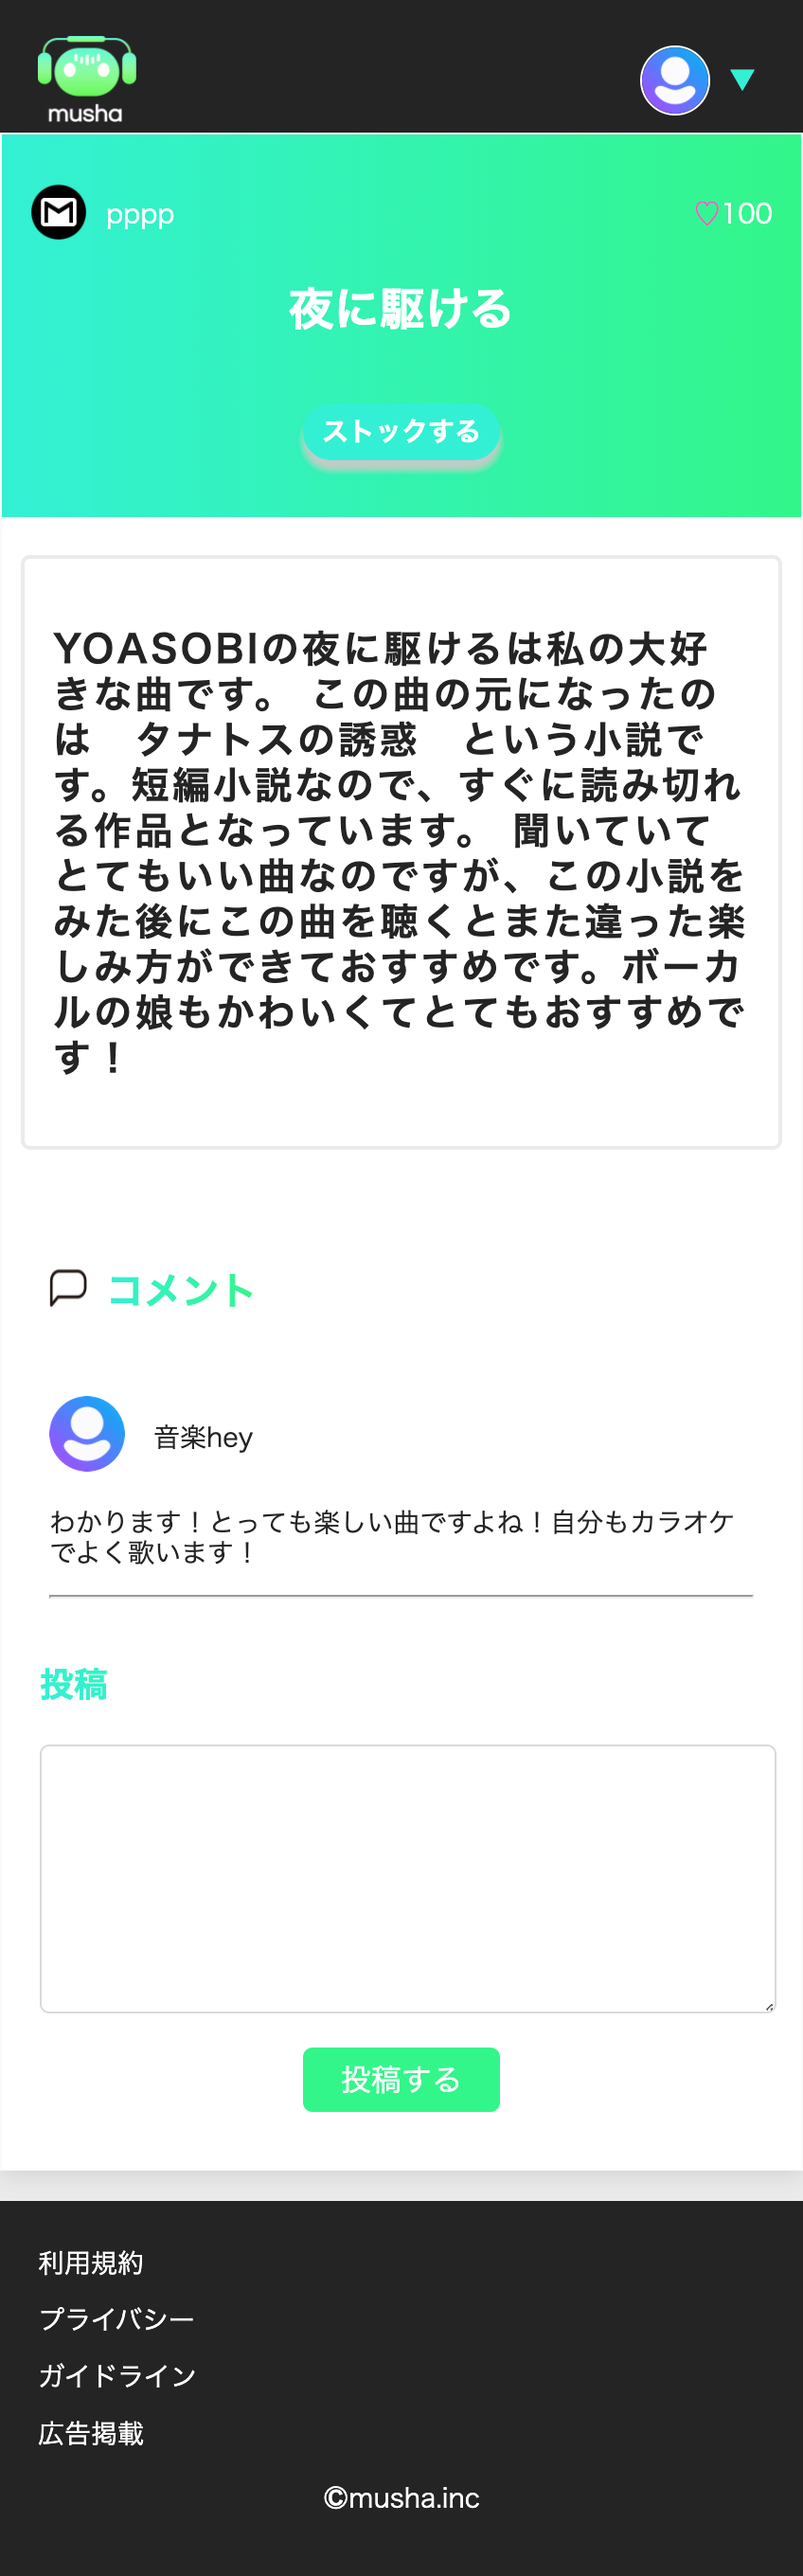 musha
▼
pppp
♡100
夜に駆ける
ストックする
YOASOBIの夜に駆けるは私の大好
きな曲です。 この曲の元になったの
は　タナトスの誘惑　という小説で
す。短編小説なので、すぐに読み切れ
る作品となっています。 聞いていて
とてもいい曲なのですが、この小説を
みた後にこの曲を聴くとまた違った楽
しみ方ができておすすめです。ボーカ
ルの娘もかわいくてとてもおすすめで
す！
コメント
音楽hey
わかります！とっても楽しい曲ですよね！自分もカラオケ
でよく歌います！
投稿
投稿する
利用規約
プライバシー
ガイドライン
広告掲載
©musha.inc